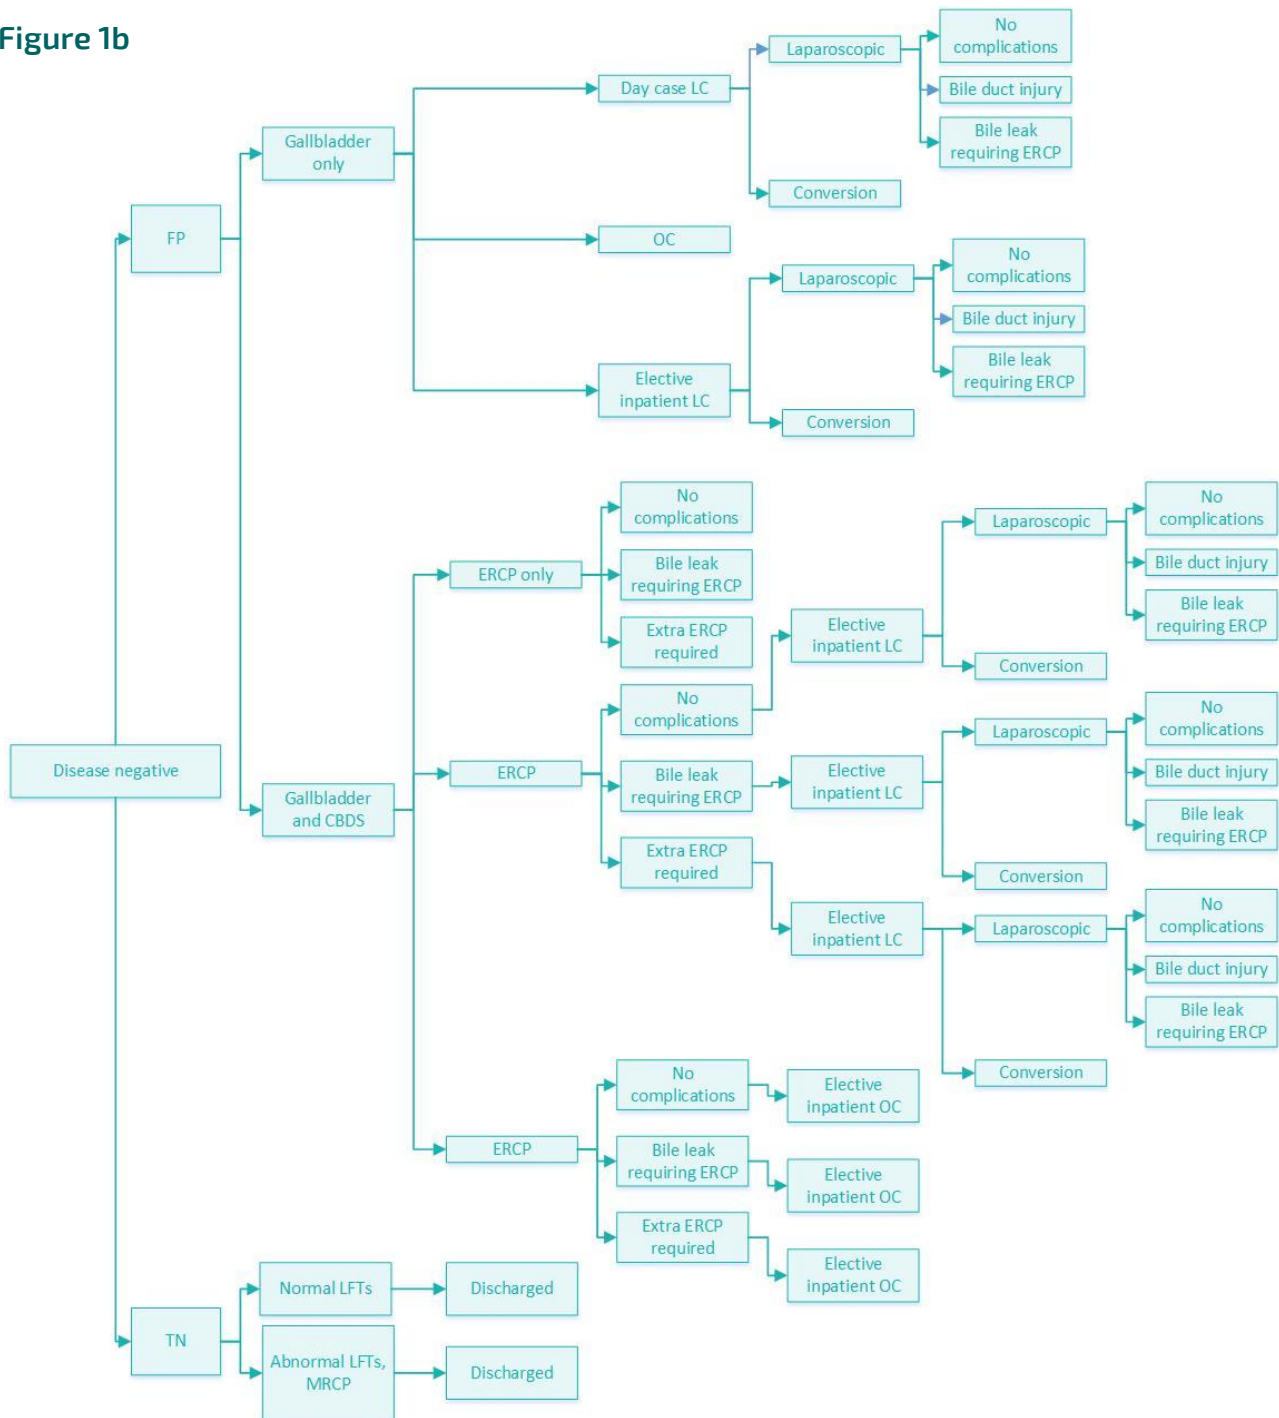 Figure 1b
No
complications
Laparoscopic
Day case LC
Bile duct injury
Bile leak
requiring ERCP
Gallbladder
only
Conversion
FP
OC
No
complications
Laparoscopic
Bile duct injury
Bile leak
requiring ERCP
Elective
inpatient LC
Conversion
No
complications
ERCP only
Bile leak
requiring ERCP
Extra ERCP
required
No
complications
Laparoscopic
Bile duct injury
Bile leak
requiring ERCP
Elective
inpatient LC
Conversion
No
complications
ERCP
Bile leak
requiring ERCP
Elective
inpatient LC
Laparoscopic
No
complications
Bile duct injury
Bile leak
requiring ERCP
Conversion
Disease negative
Gallbladder
and CBDS
Extra ERCP
required
Elective
inpatient LC
Laparoscopic
No
complications
Bile duct injury
Bile leak
requiring ERCP
Conversion
No
complications
Elective
inpatient OC
ERCP
Bile leak
requiring ERCP
Elective
inpatient OC
Extra ERCP
required
Elective
inpatient OC
Normal LFTs
Discharged
TN
Abnormal LFTs,
MRCP
Discharged